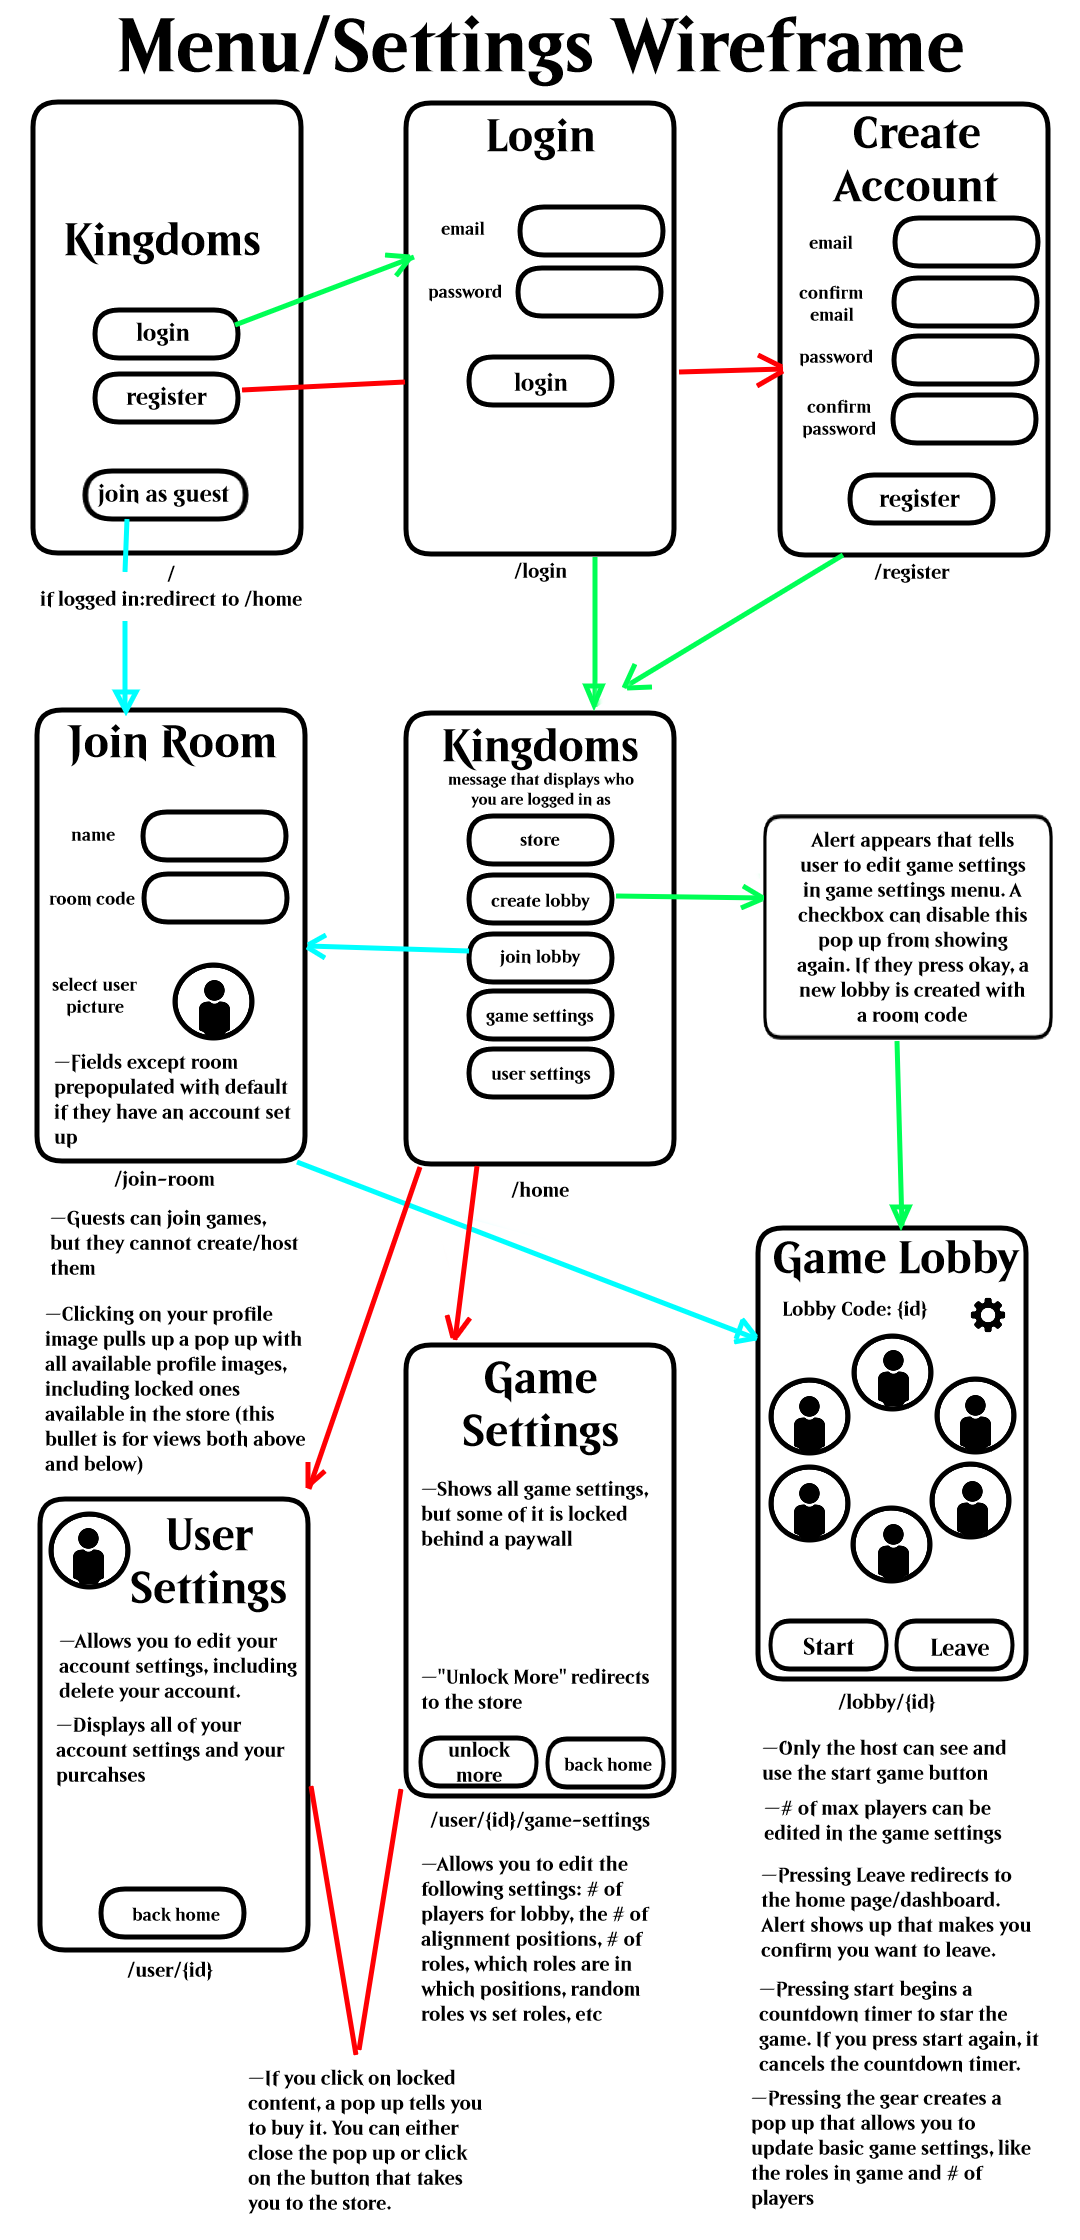 Menu/Settings Wireframe
Kingdoms
login
register
join as guest
/
if logged in:redirect to /home
Login
email
password
login
/login
Create
Account
email
confirm
email
password
confirm
password
register
/register
Join Room
name
room code
select user
picture
—Fields except room
prepopulated with default
if they have an account set
up
/join-room
—Guests can join games,
but they cannot create/host
them
—Clicking on your profile
image pulls up a pop up with
all available profile images,
including locked ones
available in the store (this
bullet is for views both above
and below)
Kingdoms
message that displays who
you are logged in as
store
create lobby
join lobby
game settings
user settings
/home
Alert appears that tells
user to edit game settings
in game settings menu. A
checkbox can disable this
pop up from showing
again. If they press okay, a
new lobby is created with
a room code
User
Settings
—Allows you to edit your
account settings, including
delete your account.
—Displays all of your
account settings and your
purcahses
back home
/user/{id}
Game
Settings
—Shows all game settings,
but some of it is locked
behind a paywall
—"Unlock More" redirects
to the store
unlock
more
back home
/user/{id}/game-settings
—Allows you to edit the
following settings: # of
players for lobby, the # of
alignment positions, # of
roles, which roles are in
which positions, random
roles vs set roles, etc
—If you click on locked
content, a pop up tells you
to buy it. You can either
close the pop up or click
on the button that takes
you to the store.
Game Lobby
Lobby Code: {id}
Start
Leave
/lobby/{id}
—Only the host can see and
use the start game button
—# of max players can be
edited in the game settings
—Pressing Leave redirects to
the home page/dashboard.
Alert shows up that makes you
confirm you want to leave.
—Pressing start begins a
countdown timer to star the
game. If you press start again, it
cancels the countdown timer.
—Pressing the gear creates a
pop up that allows you to
update basic game settings, like
the roles in game and # of
players